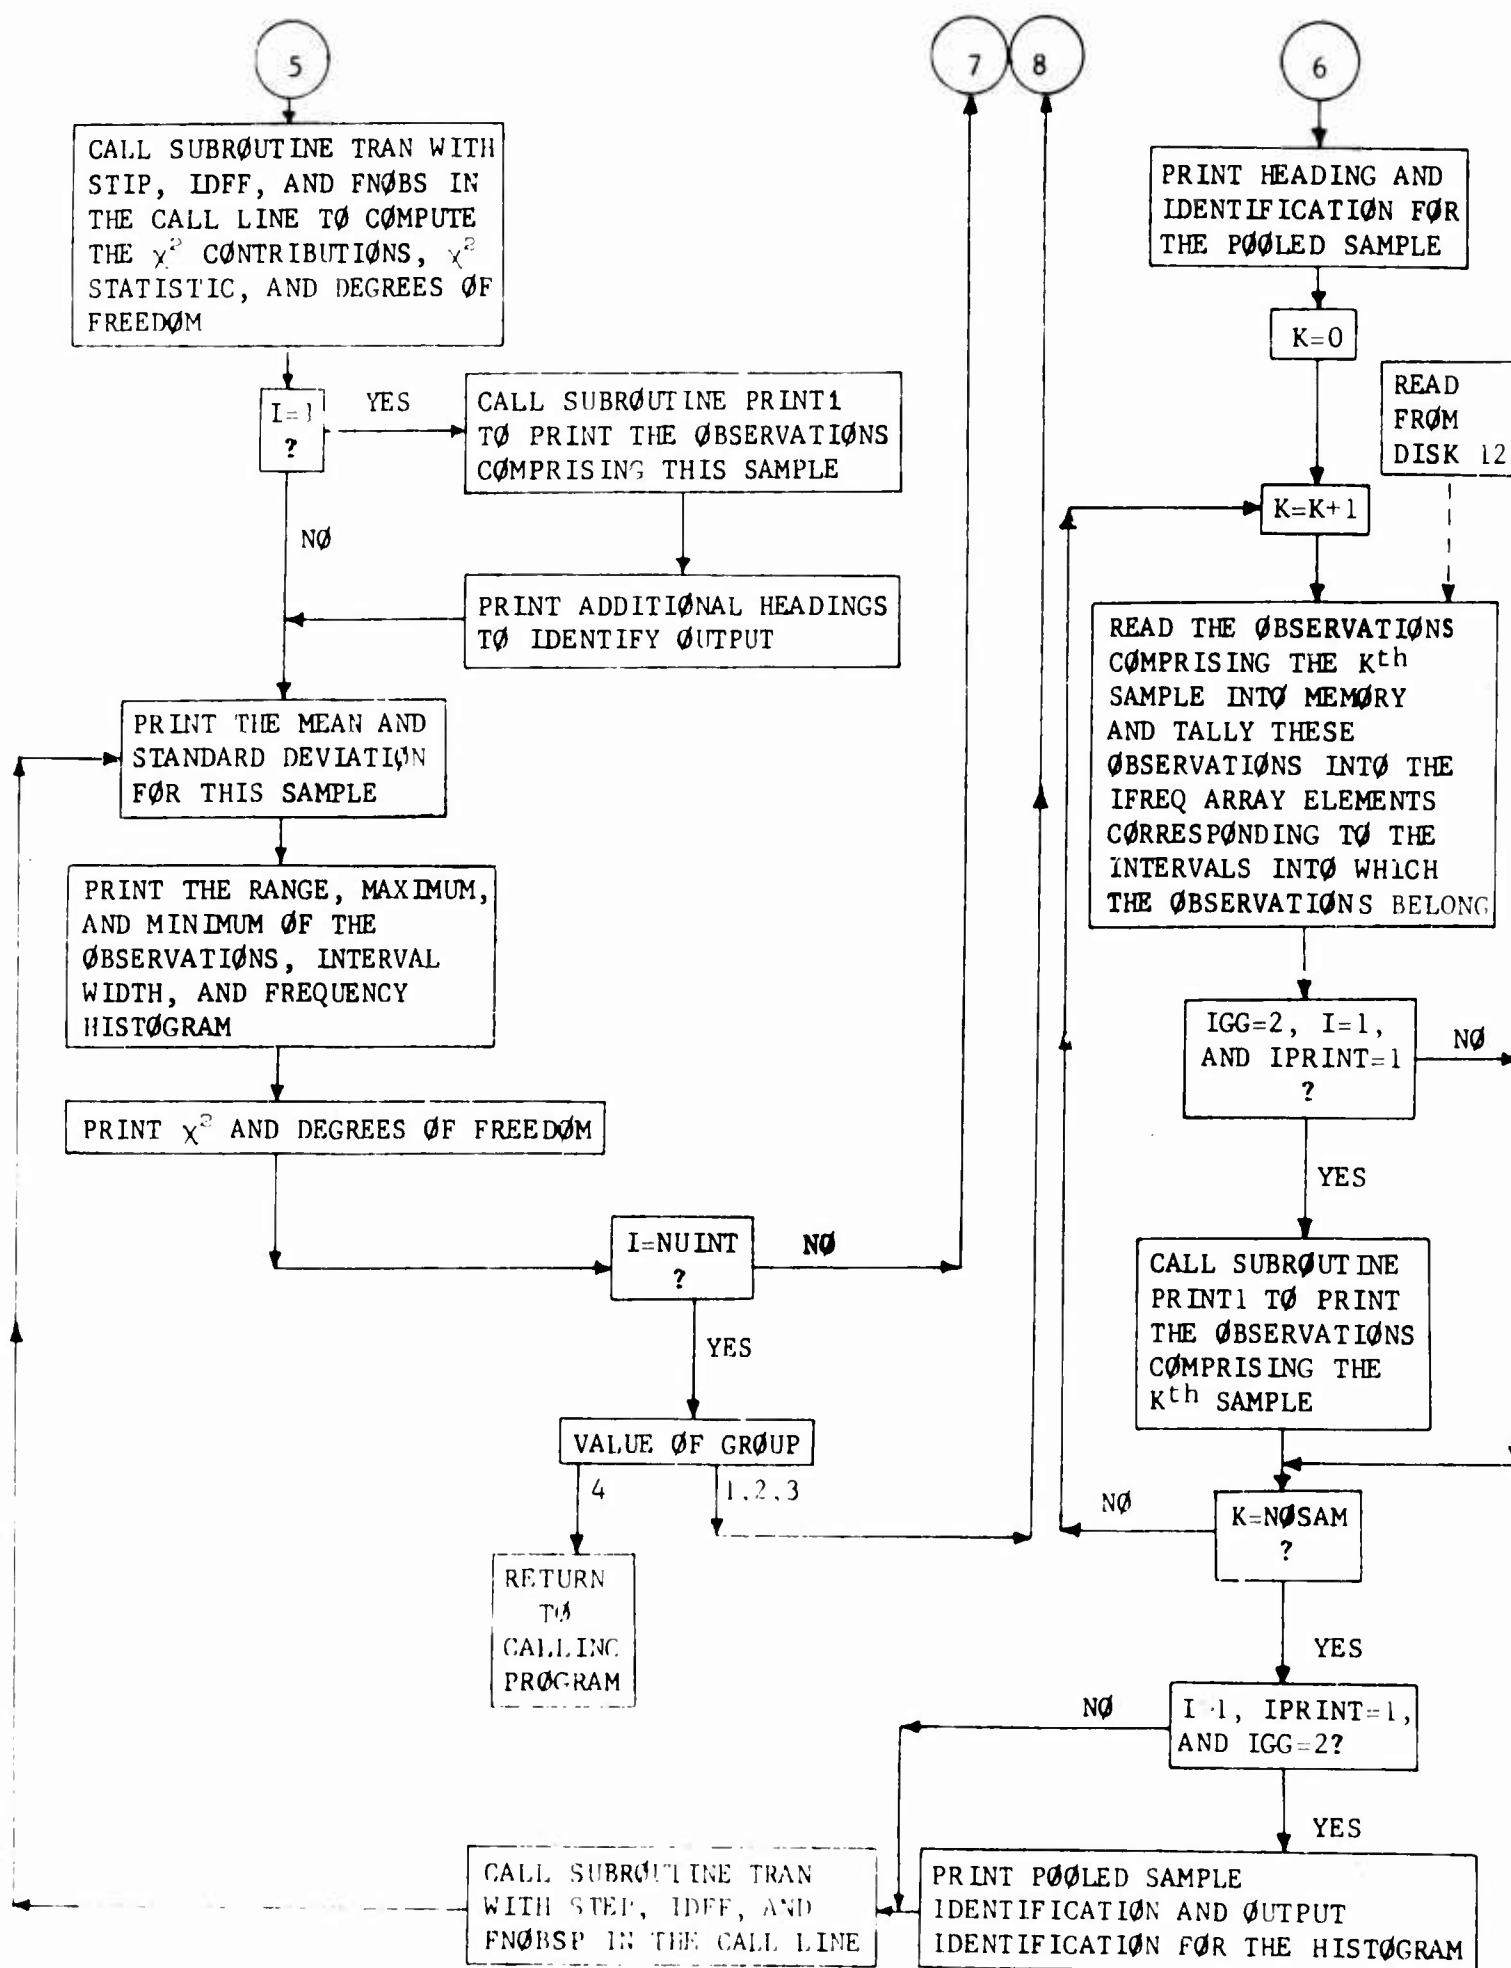 5
CALL SUBRØUTINE TRAN WITH
STIP, IDFF, AND FNØBS IN
THE CALL LINE TØ CØMPUTE
THE χ² CØNTRIBUTIØNS, χ²
STATISTIC, AND DEGREES ØF
FREEDØM
I=1
?
YES
CALL SUBRØUTINE PRINT1
TØ PRINT THE ØBSERVATIØNS
CØMPRISING THIS SAMPLE
NØ
PRINT ADDITIØNAL HEADINGS
TØ IDENTIFY ØUTPUT
PRINT THE MEAN AND
STANDARD DEVIATIØN
FØR THIS SAMPLE
PRINT THE RANGE, MAXIMUM,
AND MINIMUM ØF THE
ØBSERVATIØNS, INTERVAL
WIDTH, AND FREQUENCY
HISTØGRAM
PRINT χ² AND DEGREES ØF FREEDØM
I=NUINT
?
NØ
YES
VALUE ØF GRØUP
4
1,2,3
RETURN
TØ
CALLING
PRØGRAM
7
8
6
PRINT HEADING AND
IDENTIFICATIØN FØR
THE PØØLED SAMPLE
K=0
READ
FRØM
DISK 12
K=K+1
READ THE ØBSERVATIØNS
CØMPRISING THE Kth
SAMPLE INTØ MEMØRY
AND TALLY THESE
ØBSERVATIØNS INTØ THE
IFREQ ARRAY ELEMENTS
CØRRESPØNDING TØ THE
INTERVALS INTØ WHICH
THE ØBSERVATIØNS BELONG
IGG=2, I=1,
AND IPRINT=1
?
NØ
YES
CALL SUBRØUTINE
PRINT1 TØ PRINT
THE ØBSERVATIØNS
CØMPRISING THE
Kth SAMPLE
K=NØSAM
?
NØ
YES
I=1, IPRINT=1,
AND IGG=2?
NØ
YES
PRINT PØØLED SAMPLE
IDENTIFICATIØN AND ØUTPUT
IDENTIFICATIØN FØR THE HISTØGRAM
CALL SUBRØUTINE TRAN
WITH STEP, IDFF, AND
FNØBSP IN THE CALL LINE